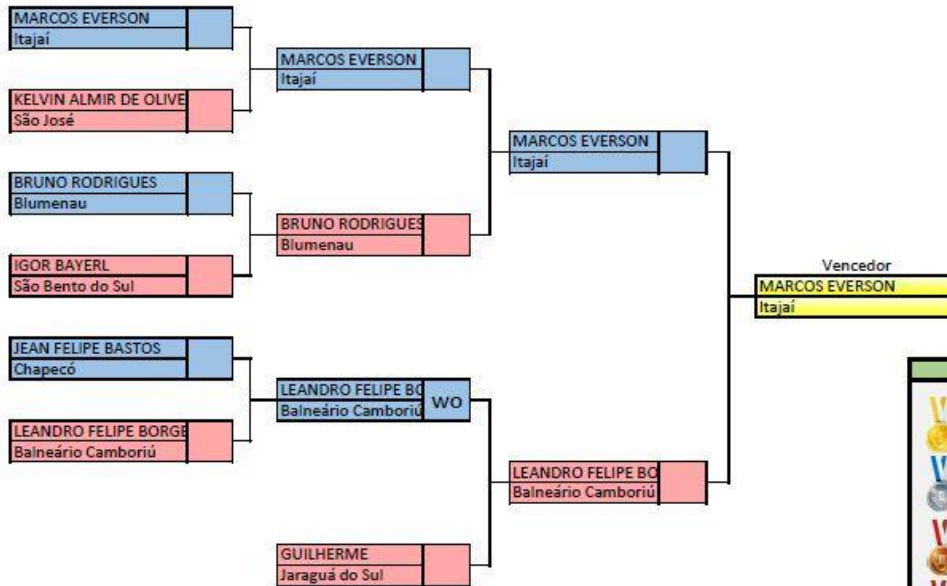 MARCOS EVERSON
Itajaí
KELVIN ALMIR DE OLIVE
São José
BRUNO RODRIGUES
Blumenau
IGOR BAYERL
São Bento do Sul
JEAN FELIPE BASTOS
Chapecó
LEANDRO FELIPE BORGE
Balneário Camboriú
MARCOS EVERSON
Itajaí
BRUNO RODRIGUES
Blumenau
LEANDRO FELIPE BO
Balneário Camboriú
WO
GUILHERME
Jaraguá do Sul
MARCOS EVERSON
Itajaí
LEANDRO FELIPE BO
Balneário Camboriú
Vencedor
MARCOS EVERSON
Itajaí